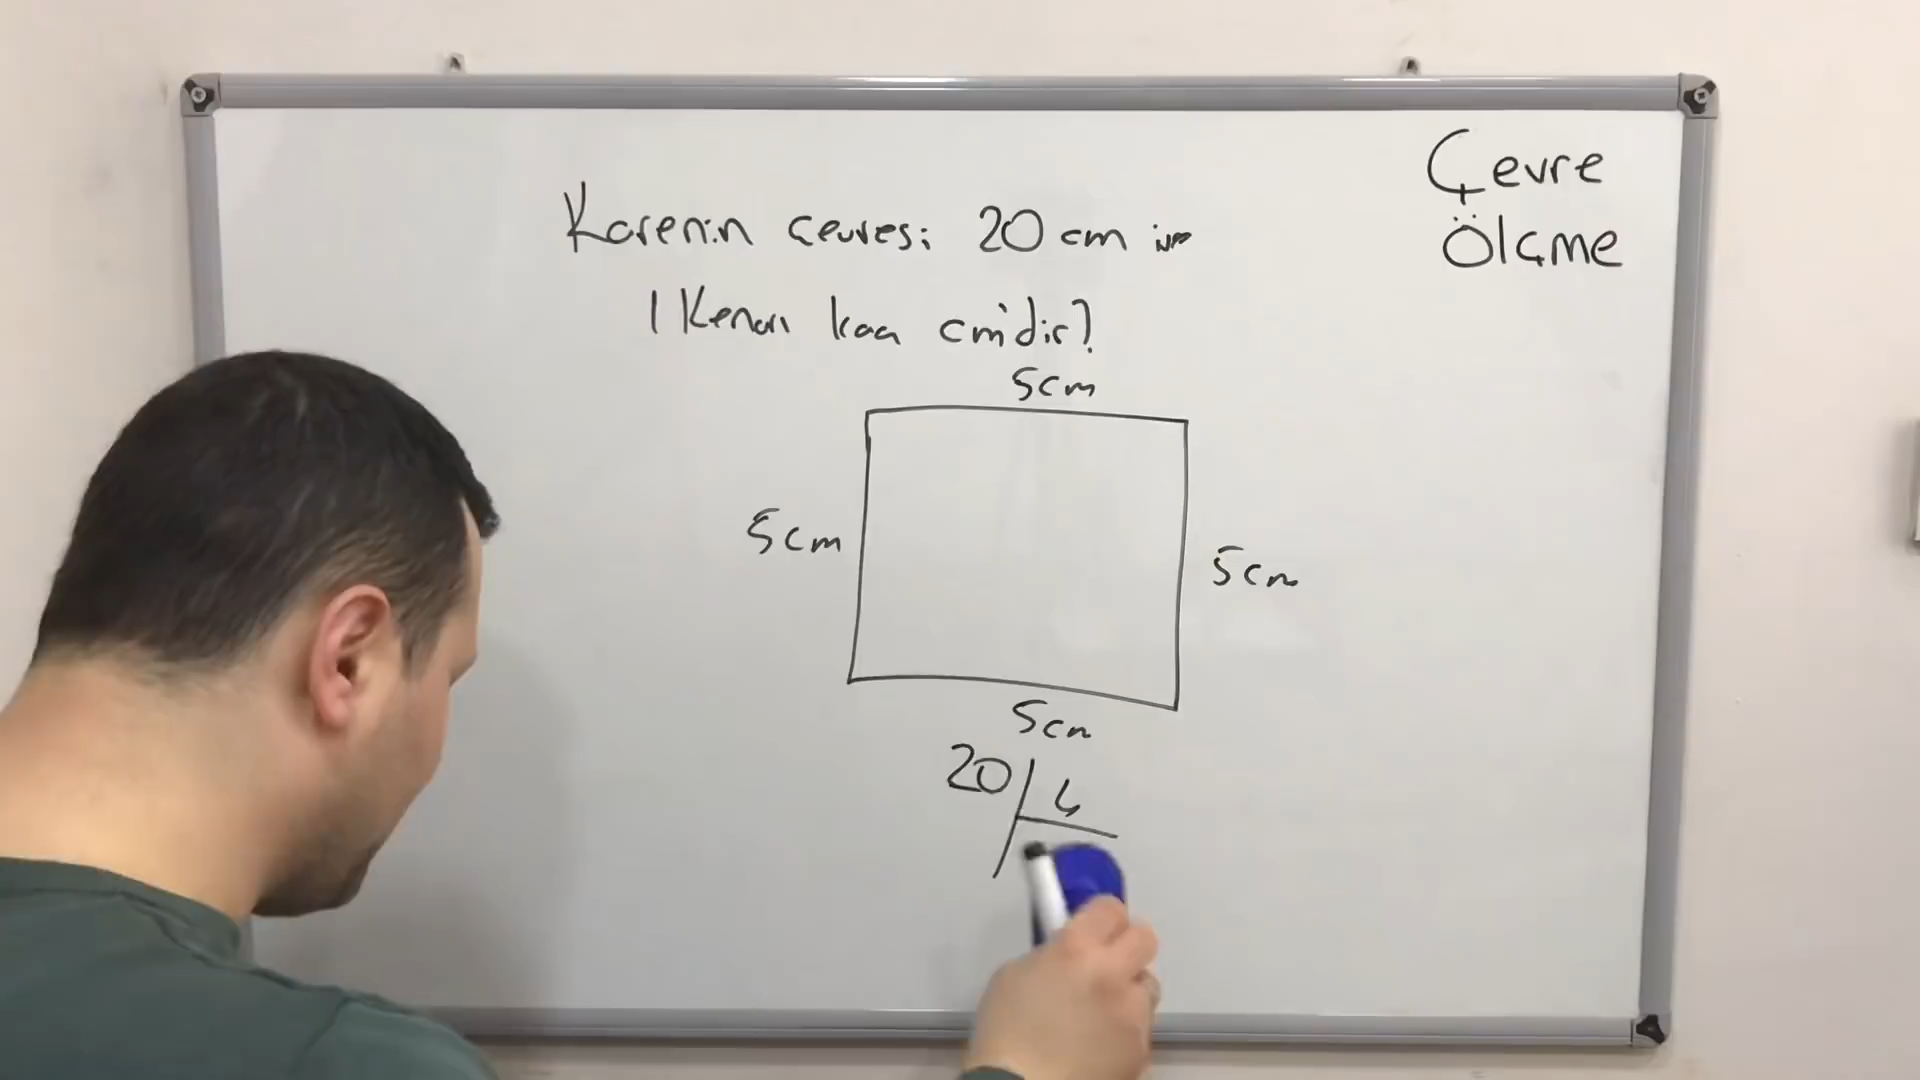 Çevre
Ölçme
Karenin çevresi 20 cm ise
1 Kenarı kaç cm'dir?
5cm
5cm
5cm
5cm
20 4